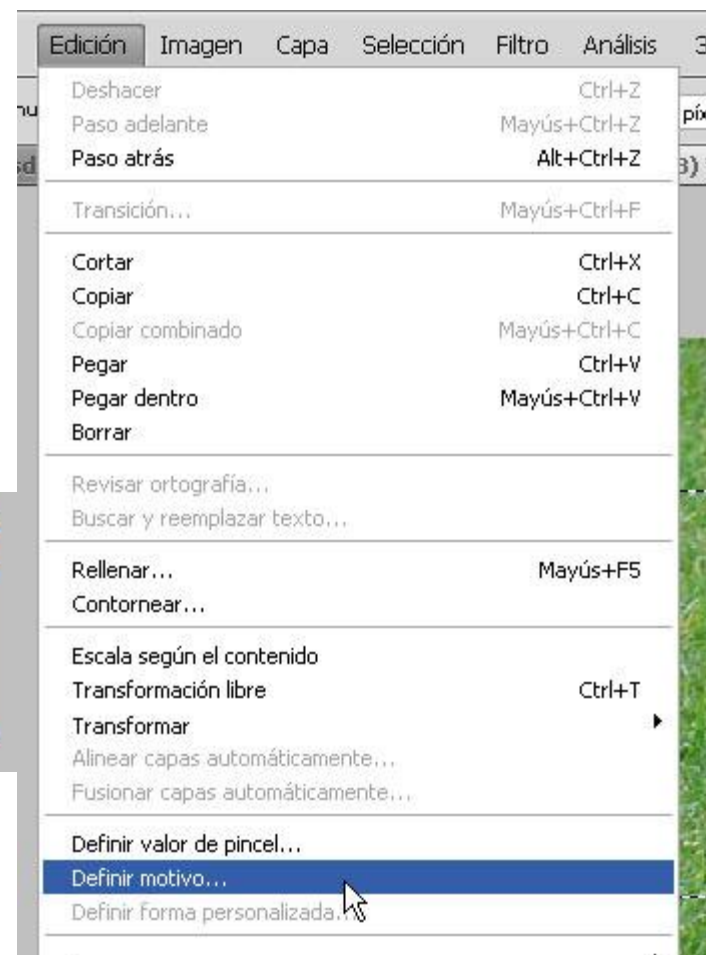 Edición Imagen Capa Selección Filtro Análisis
Deshacer Ctrl+Z
Paso adelante Mayús+Ctrl+Z
Paso atrás Alt+Ctrl+Z
Transición... Mayús+Ctrl+F
Cortar Ctrl+X
Copiar Ctrl+C
Copiar combinado Mayús+Ctrl+C
Pegar Ctrl+V
Pegar dentro Mayús+Ctrl+V
Borrar
Revisar ortografía...
Buscar y reemplazar texto...
Rellenar... Mayús+F5
Contornear...
Escala según el contenido
Transformación libre Ctrl+T
Transformar
Alinear capas automáticamente...
Fusionar capas automáticamente...
Definir valor de pincel...
Definir motivo...
Definir forma personalizada...